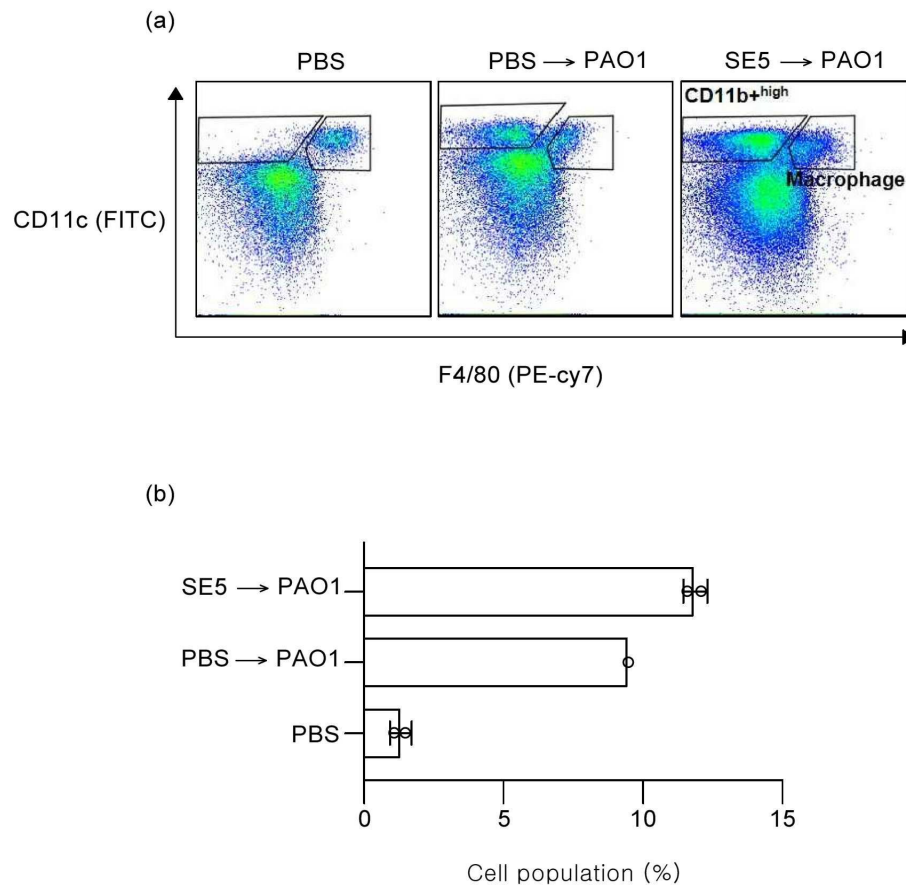 (a)
PBS
PBS → PAO1
SE5 → PAO1
CD11b+high
Macrophage
CD11c (FITC)
F4/80 (PE-cy7)
(b)
SE5 → PAO1
PBS → PAO1
PBS
0 5 10 15
Cell population (%)